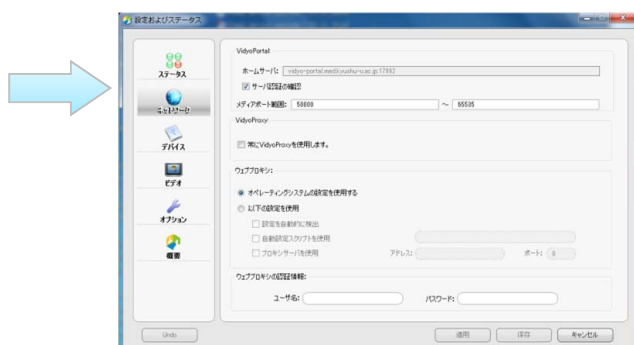 設定およびステータス
ステータス
ネットワーク
デバイス
ビデオ
オプション
概要
VidyoPortal
ホームサーバ: vidyo-portal.med.kyushu-u.ac.jp:17992
サーバ認証の確認
メディアポート範囲: 50000 ～ 65535
VidyoProxy:
常にVidyoProxyを使用します。
ウェブプロキシ:
オペレーティングシステムの設定を使用する
以下の設定を使用
設定を自動的に検出
自動設定スクリプトを使用
プロキシサーバを使用 アドレス: ポート: 0
ウェブプロキシの認証情報:
ユーザ名: パスワード:
Undo 適用 保存 キャンセル